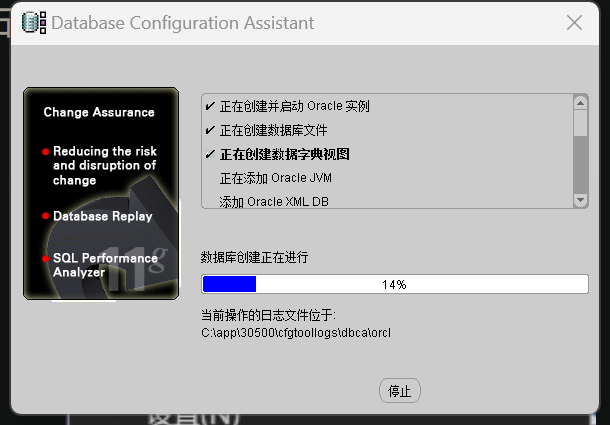 Database Configuration Assistant
Change Assurance
Reducing the risk
and disruption of
change
Database Replay
SQL Performance
Analyzer
11g
✓ 正在创建并启动 Oracle 实例
✓ 正在创建数据库文件
✓ 正在创建数据字典视图
正在添加 Oracle JVM
添加 Oracle XML DB
数据库创建正在进行
14%
当前操作的日志文件位于:
C:\app\30500\cfgtoollogs\dbca\orcl
停止
设置(N)